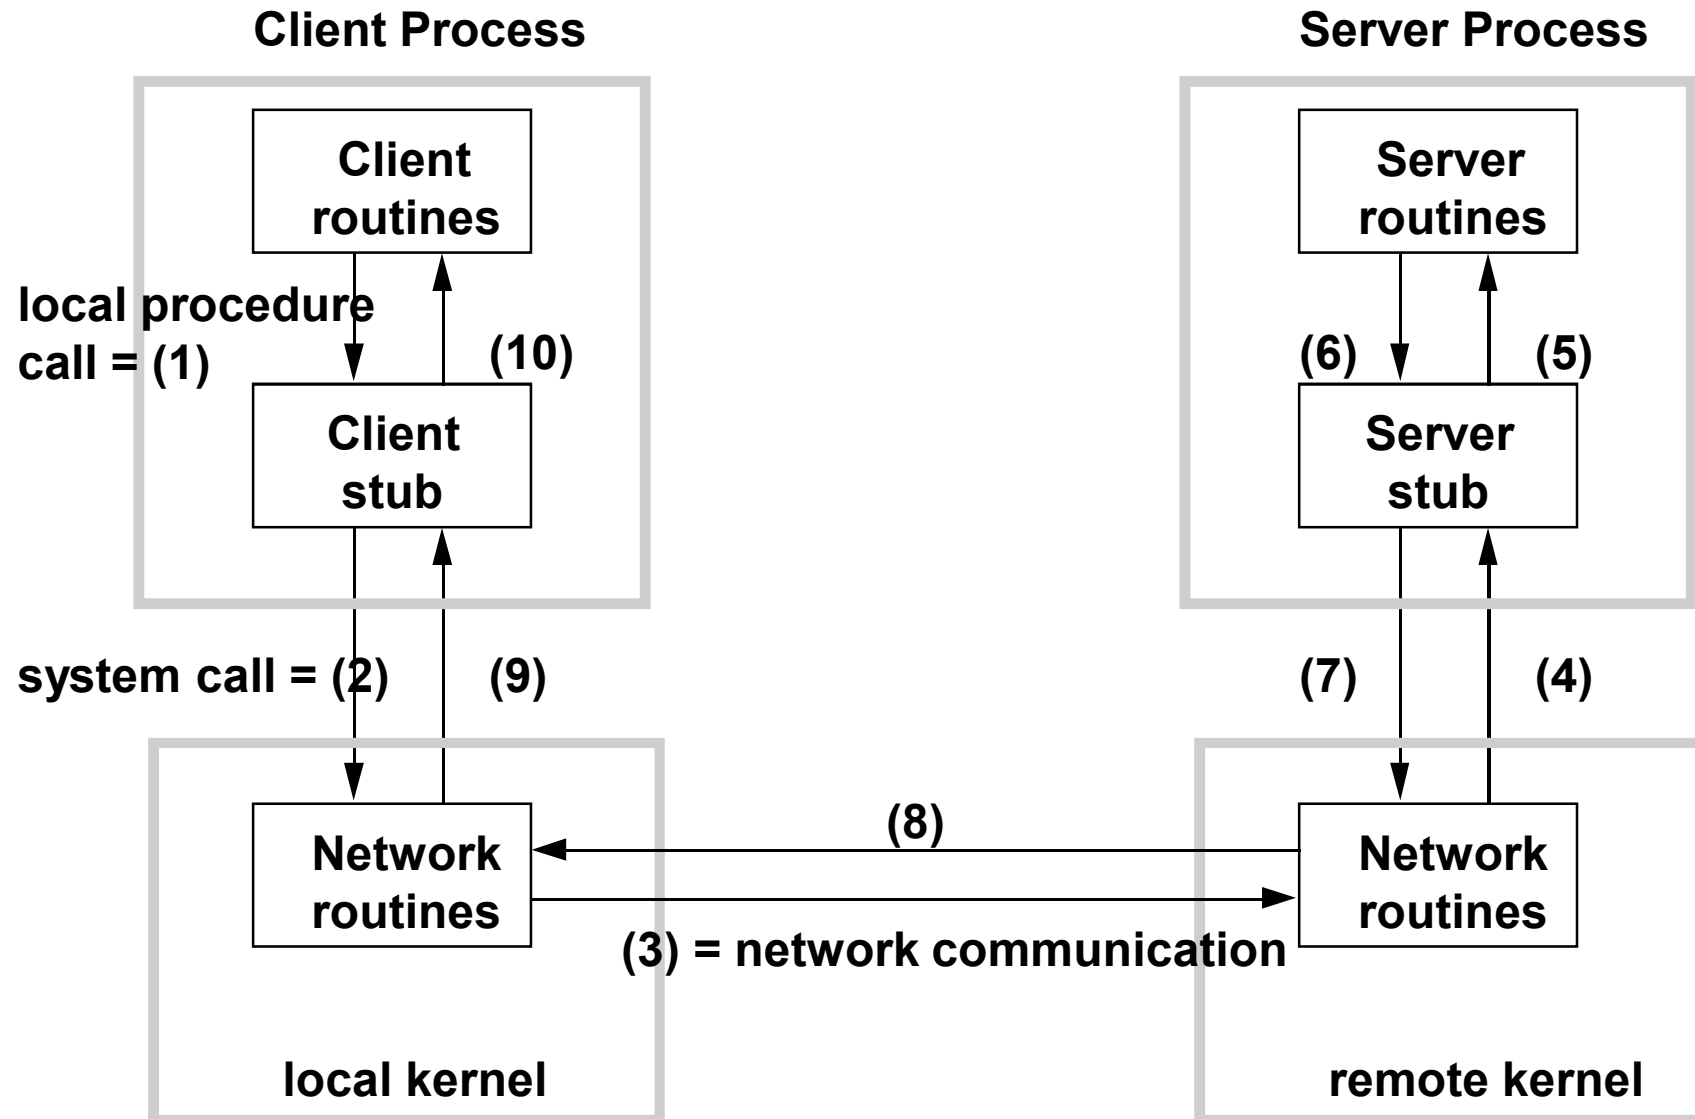 Client Process
Server Process
Client
routines
Server
routines
local procedure
call = (1)
(10)
(6)
(5)
Client
stub
Server
stub
system call = (2)
(9)
(7)
(4)
(8)
Network
routines
Network
routines
(3) = network communication
local kernel
remote kernel